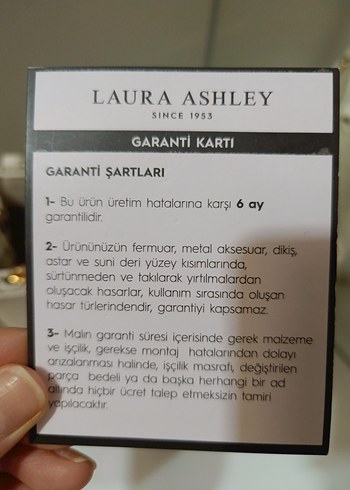 LAURA ASHLEY
SINCE 1953
GARANTİ KARTI
GARANTİ ŞARTLARI
1- Bu ürün üretim hatalarına karşı 6 ay
garantilidir.
2- Ürününüzün fermuar, metal aksesuar, dikiş,
astar ve suni deri yüzey kısımlarında,
sürtünmeden ve takılarak yırtılmalardan
oluşacak hasarlar, kullanım sırasında oluşan
hasar türlerindendir, garantiyi kapsamaz.
3- Malın garanti süresi içerisinde gerek malzeme
ve işçilik, gerekse montaj hatalarından dolayı
arızalanması halinde, işçilik masrafı, değiştirilen
parça bedeli ya da başka herhangi bir ad
altında hiçbir ücret talep etmeksizin tamiri
yapılacaktır.